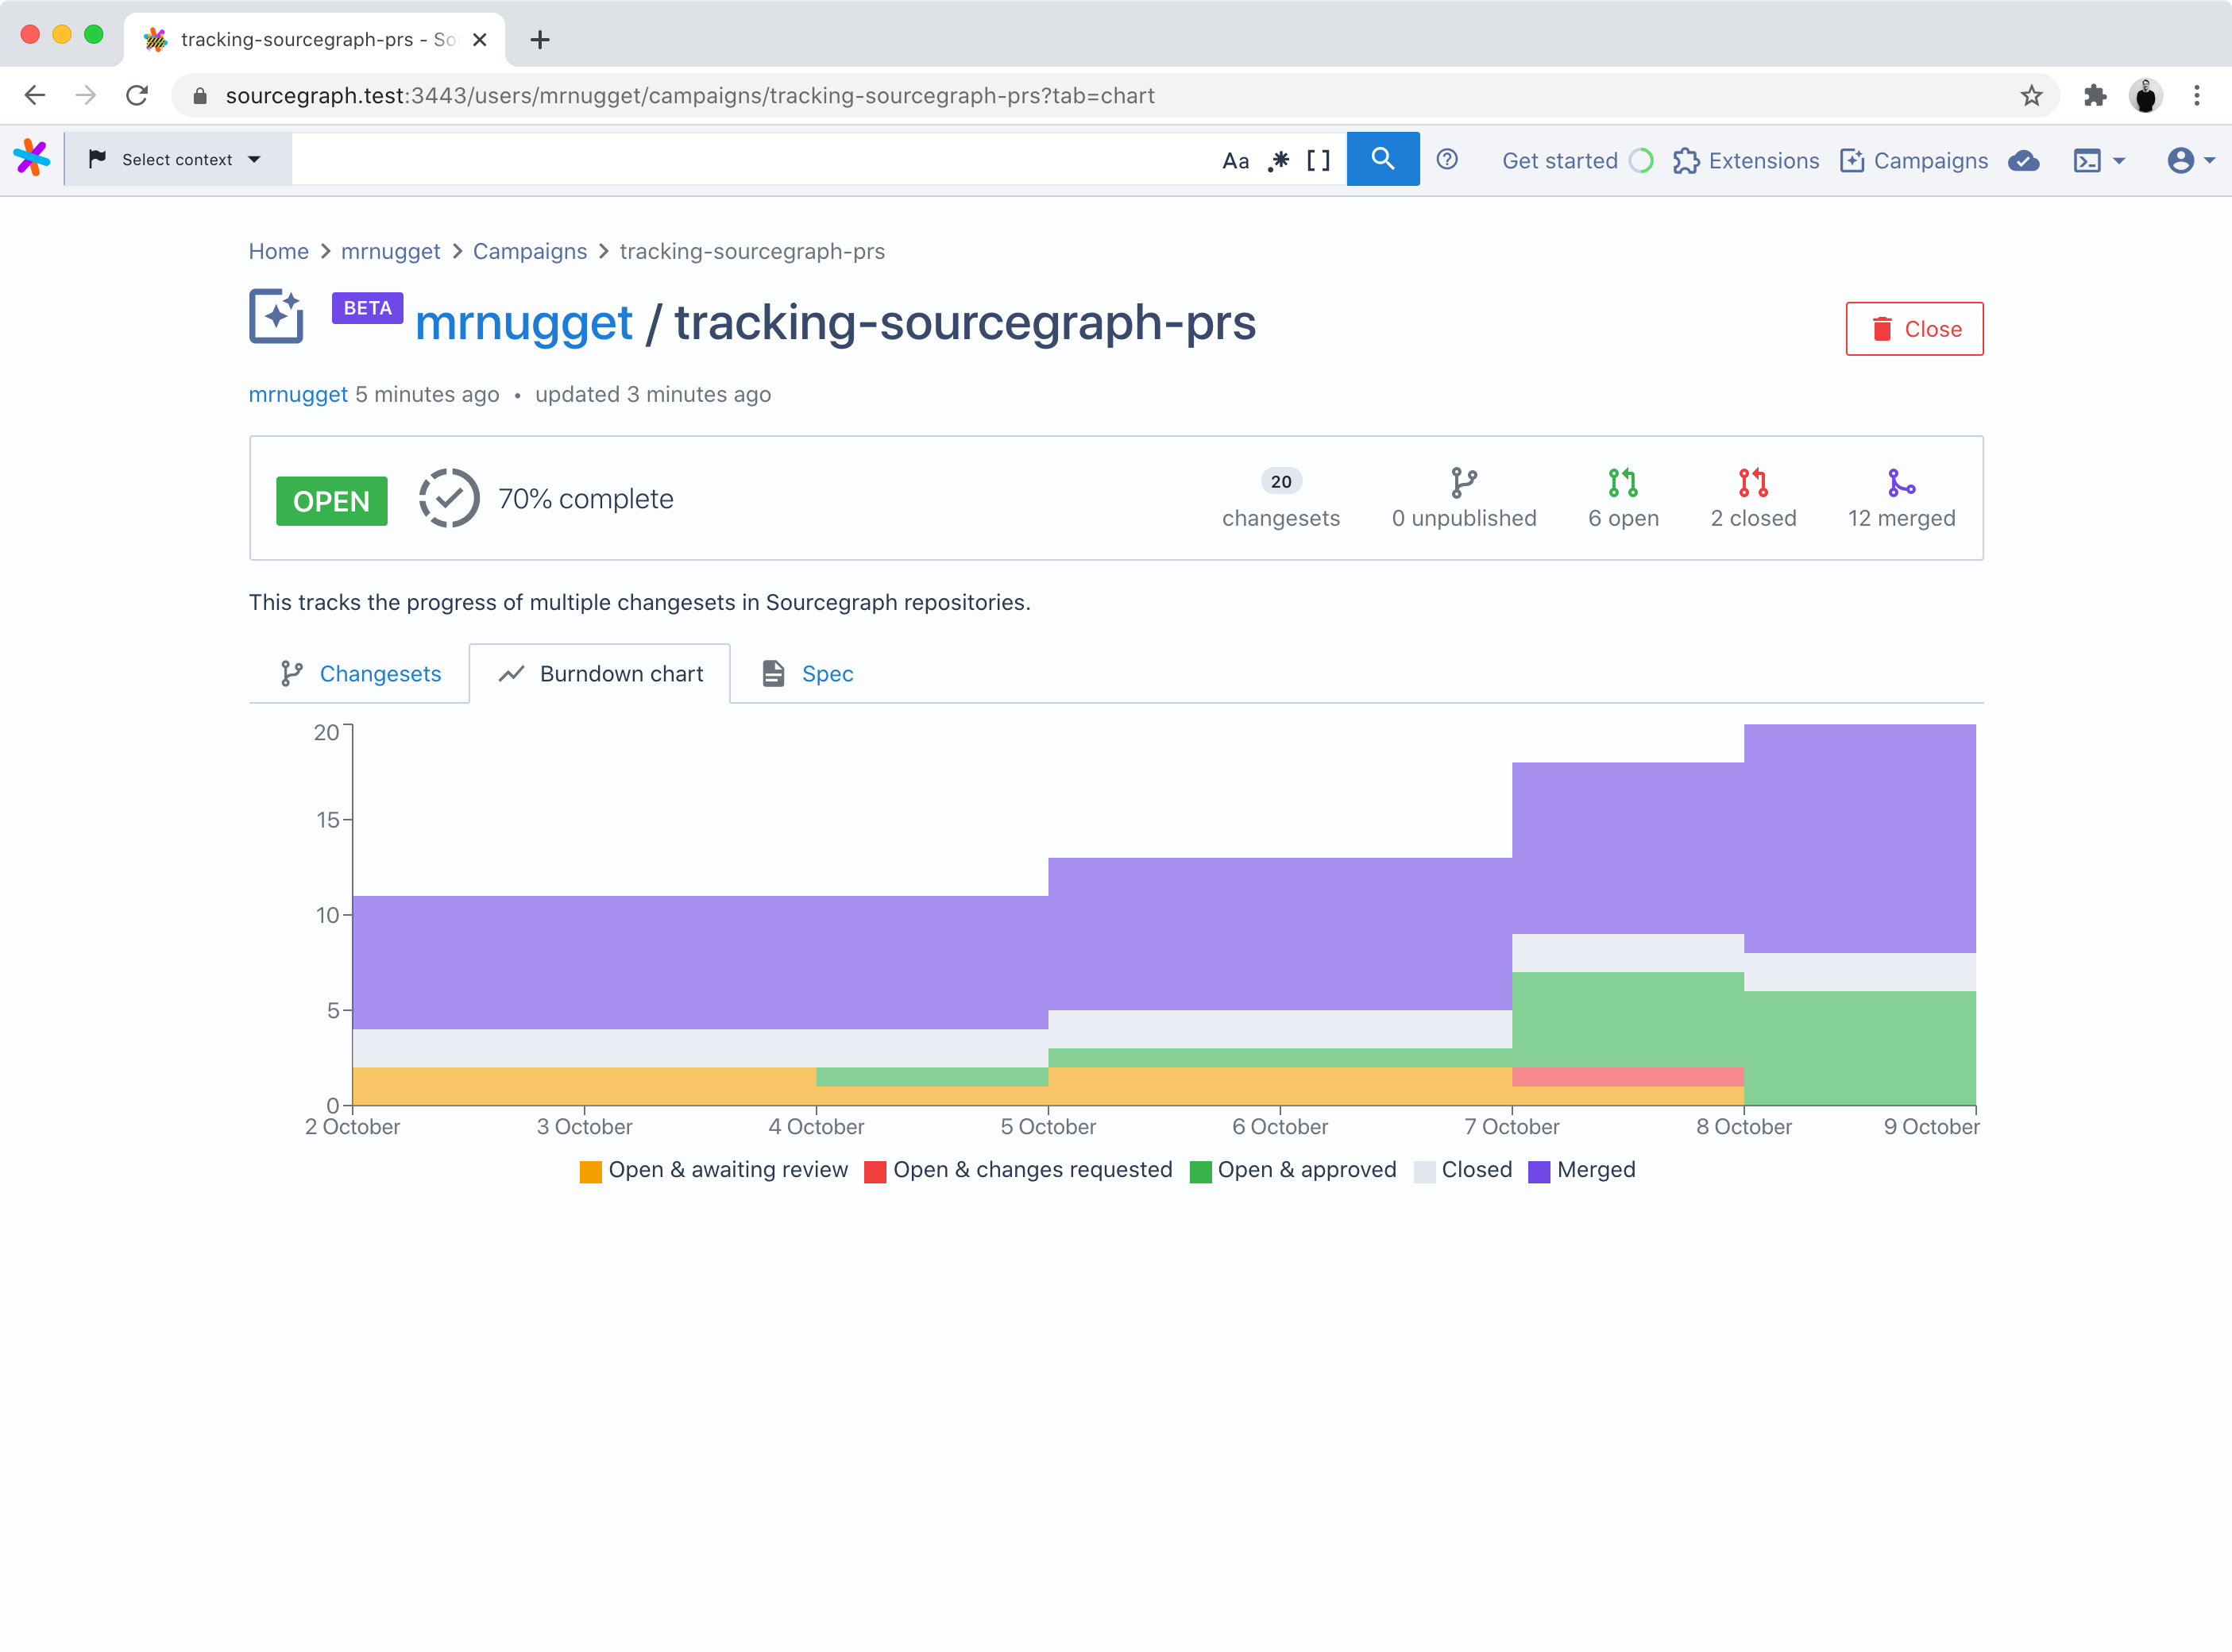 tracking-sourcegraph-prs - So
sourcegraph.test:3443/users/mrnugget/campaigns/tracking-sourcegraph-prs?tab=chart
Select context Aa .* [ ] Get started Extensions Campaigns
Home > mrnugget > Campaigns > tracking-sourcegraph-prs
BETA mrnugget / tracking-sourcegraph-prs
Close
mrnugget 5 minutes ago • updated 3 minutes ago
OPEN 70% complete
20 changesets
0 unpublished
6 open
2 closed
12 merged
This tracks the progress of multiple changesets in Sourcegraph repositories.
Changesets Burndown chart Spec
20
15
10
5
0
2 October 3 October 4 October 5 October 6 October 7 October 8 October 9 October
Open & awaiting review Open & changes requested Open & approved Closed Merged